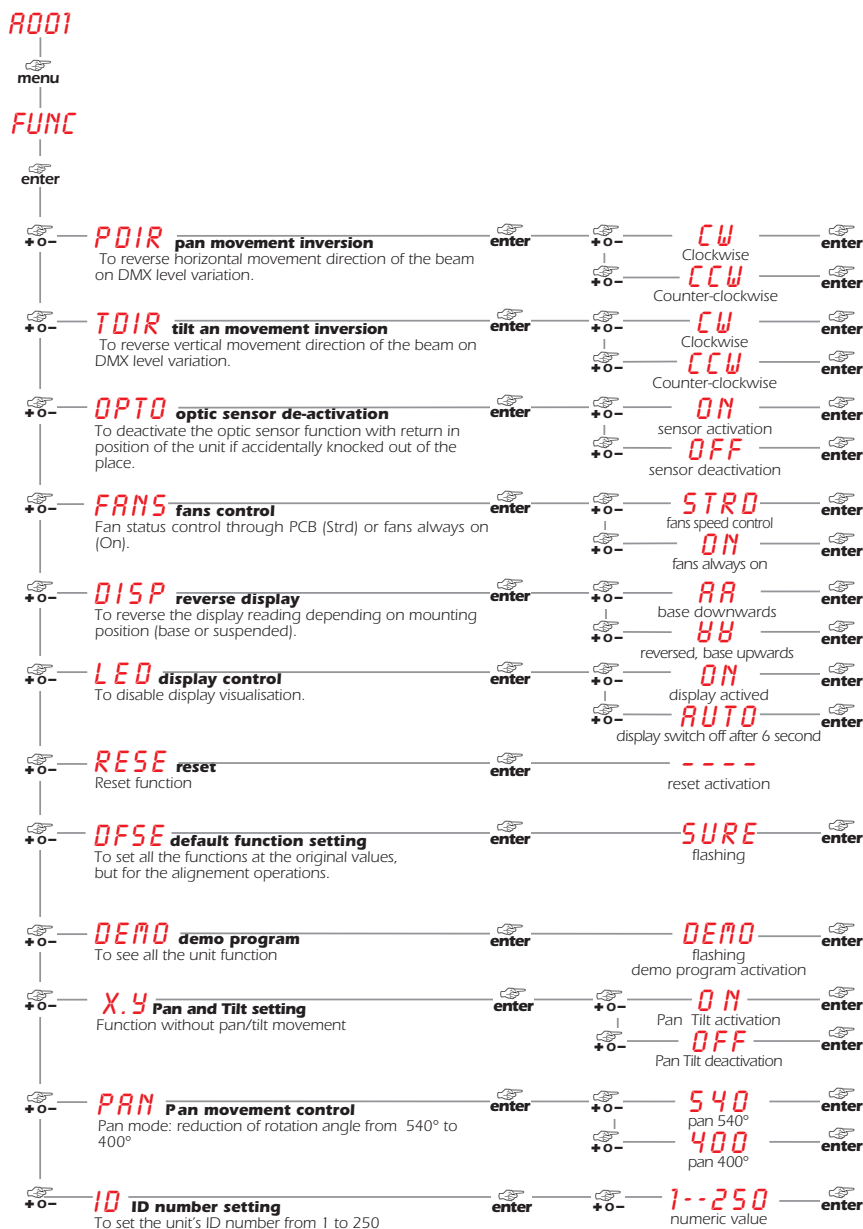 A001
menu
FUNC
enter
+ o - PDIR pan movement inversion enter + o - CW enter
To reverse horizontal movement direction of the beam Clockwise
on DMX level variation. + o - CCW enter
Counter-clockwise
+ o - TDIR tilt an movement inversion enter + o - CW enter
To reverse vertical movement direction of the beam on Clockwise
DMX level variation. + o - CCW enter
Counter-clockwise
+ o - OPTO optic sensor de-activation enter + o - ON enter
To deactivate the optic sensor function with return in sensor activation
position of the unit if accidentally knocked out of the + o - OFF enter
place. sensor deactivation
+ o - FANS fans control enter + o - STRD enter
Fan status control through PCB (Strd) or fans always on fans speed control
(On). + o - ON enter
fans always on
+ o - DISP reverse display enter + o - AA enter
To reverse the display reading depending on mounting base downwards
position (base or suspended). + o - enter
reversed, base upwards
+ o - LED display control enter + o - ON enter
To disable display visualisation. display actived
+ o - AUTO enter
display switch off after 6 second
+ o - RESE reset enter - - - -
Reset function reset activation
+ o - DFSE default function setting enter SURE enter
To set all the functions at the original values, flashing
but for the alignement operations.
+ o - DEMO demo program enter DEMO enter
To see all the unit function flashing
demo program activation
+ o - X.Y Pan and Tilt setting enter + o - ON enter
Function without pan/tilt movement Pan Tilt activation
+ o - OFF enter
Pan Tilt deactivation
+ o - PAN Pan movement control enter + o - 540 enter
Pan mode: reduction of rotation angle from 540° to pan 540°
400° + o - 400 enter
pan 400°
+ o - ID ID number setting enter + o - 1--250 enter
To set the unit's ID number from 1 to 250 numeric value